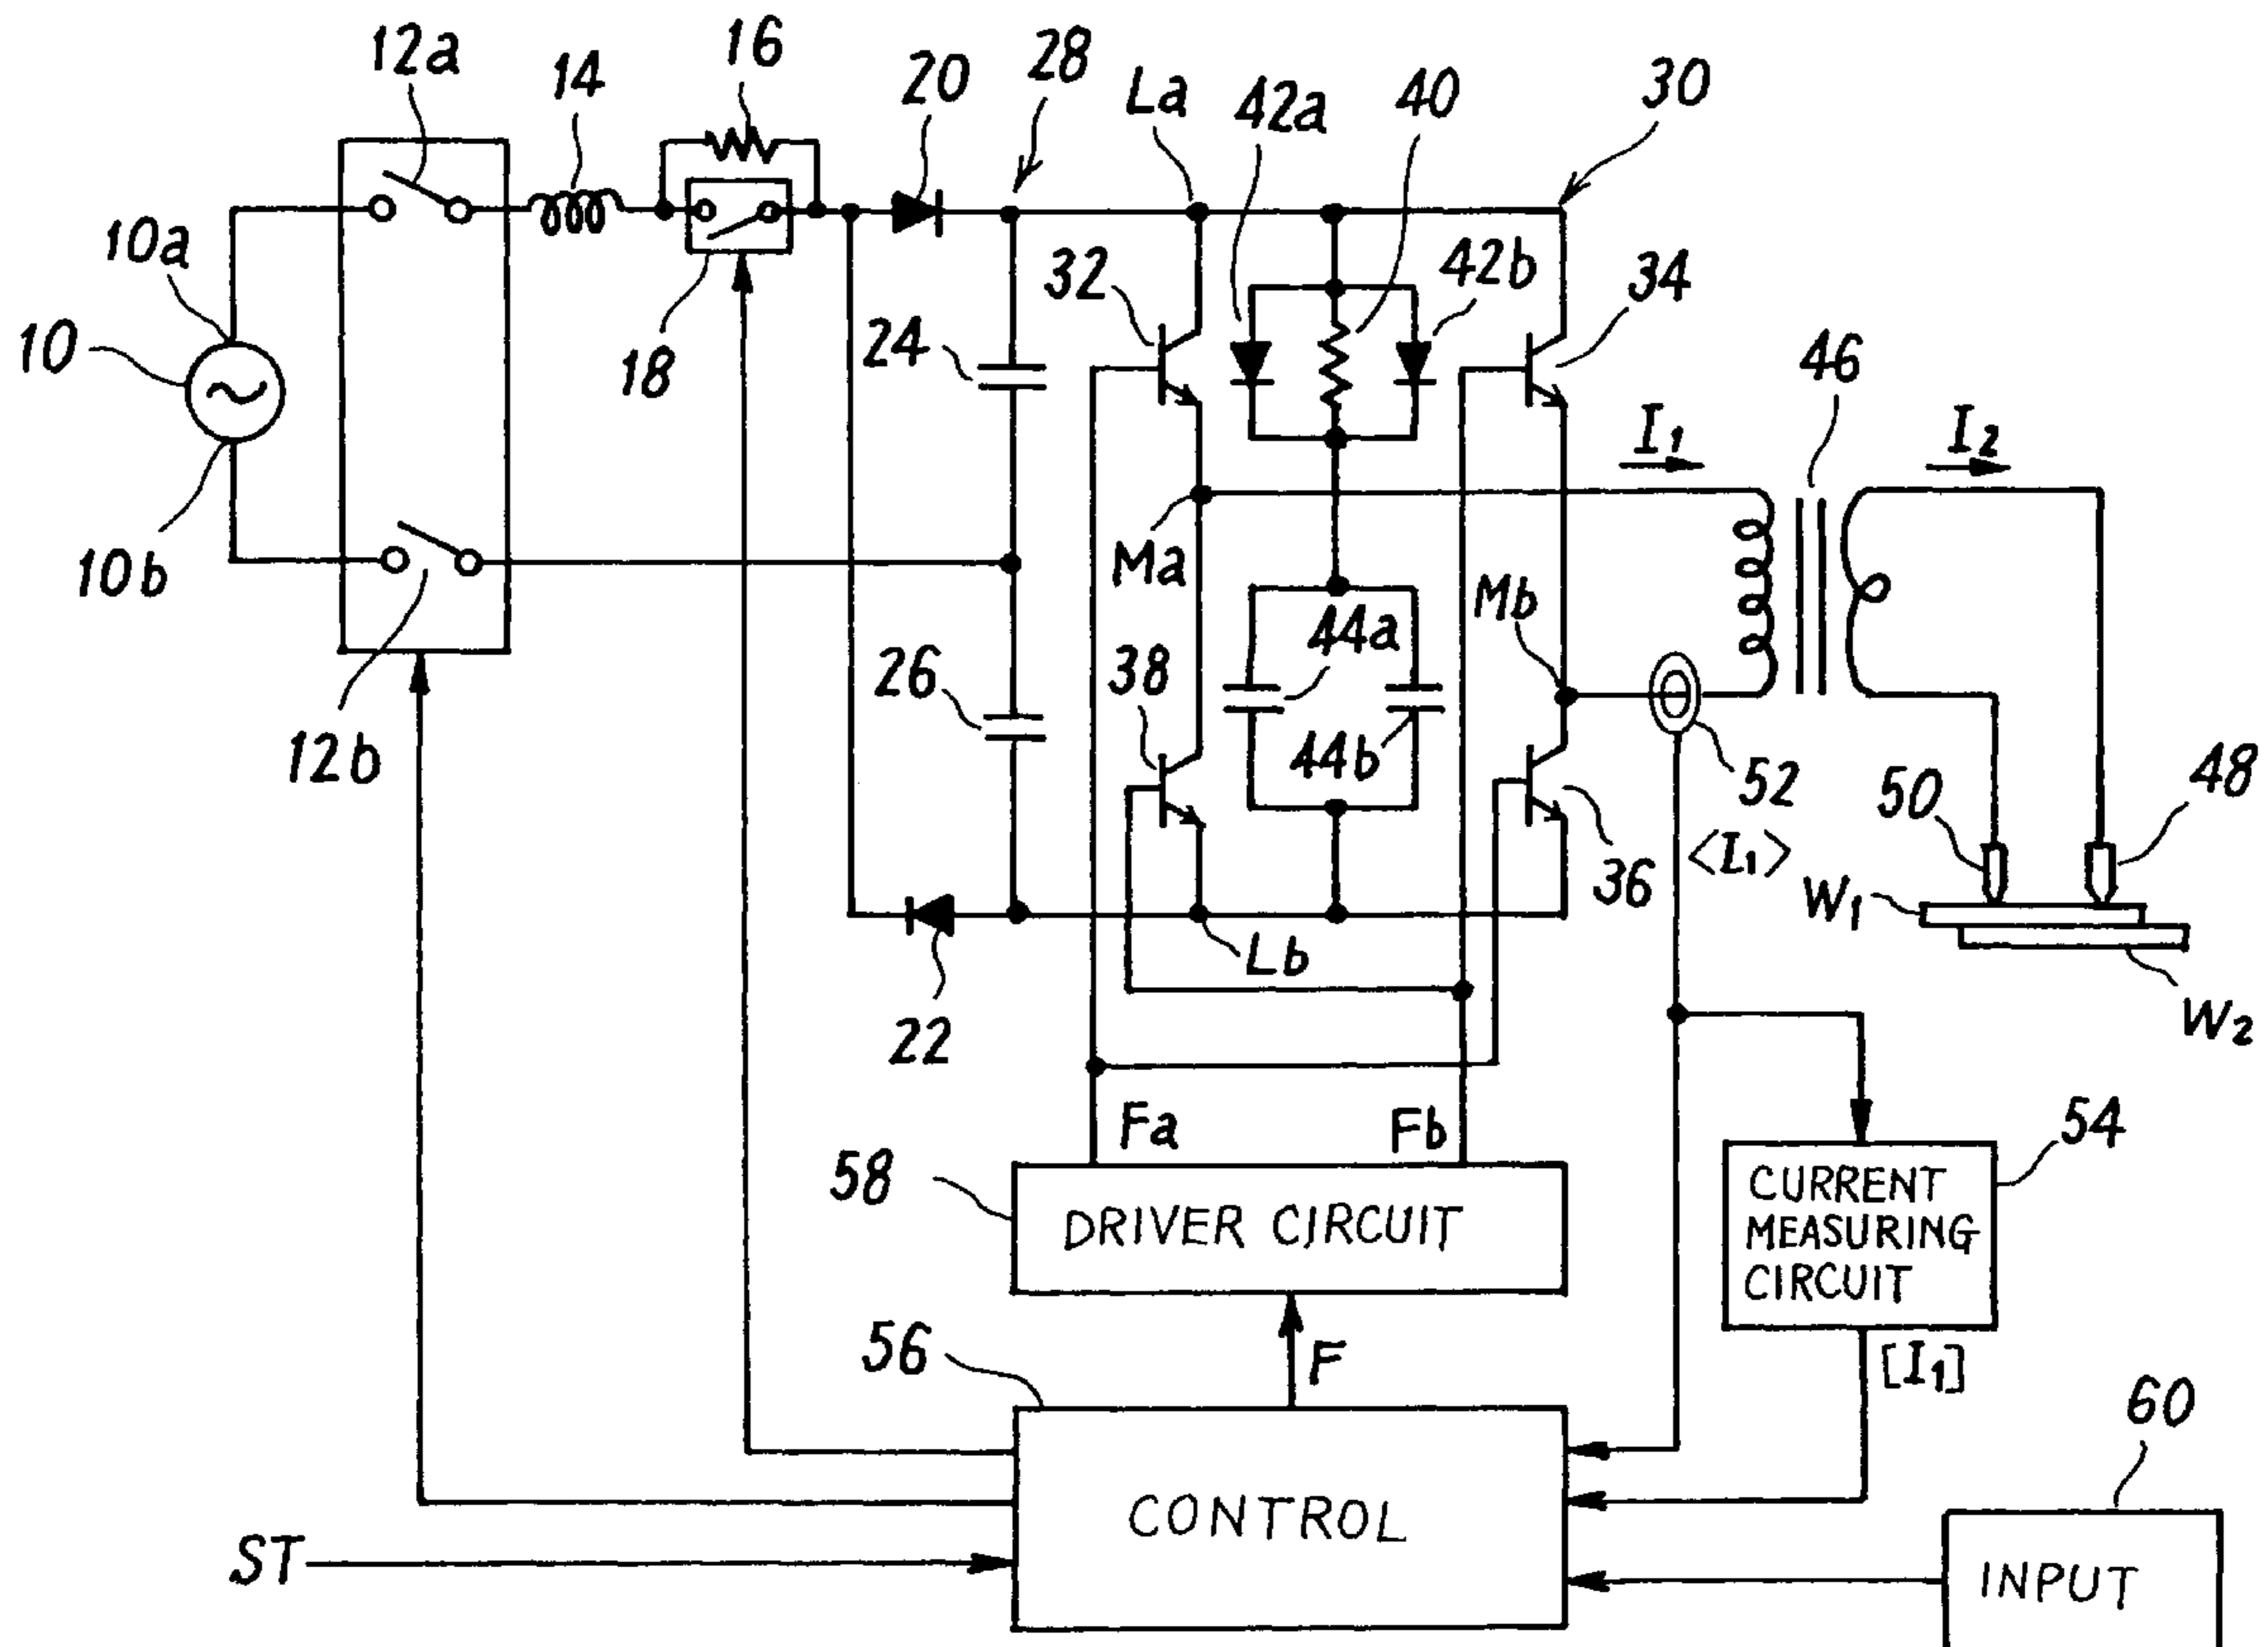 16
12a
14
20
28
La
42a
40
30
10a
32
42b
34
10
24
18
46
I1
I2
10b
Ma
Mb
44a
38
26
12b
44b
52
50
48
<I1>
36
W1
Lb
22
W2
Fa
Fb
54
58
DRIVER CIRCUIT
CURRENT
MEASURING
CIRCUIT
56
F
[I1]
60
CONTROL
ST
INPUT